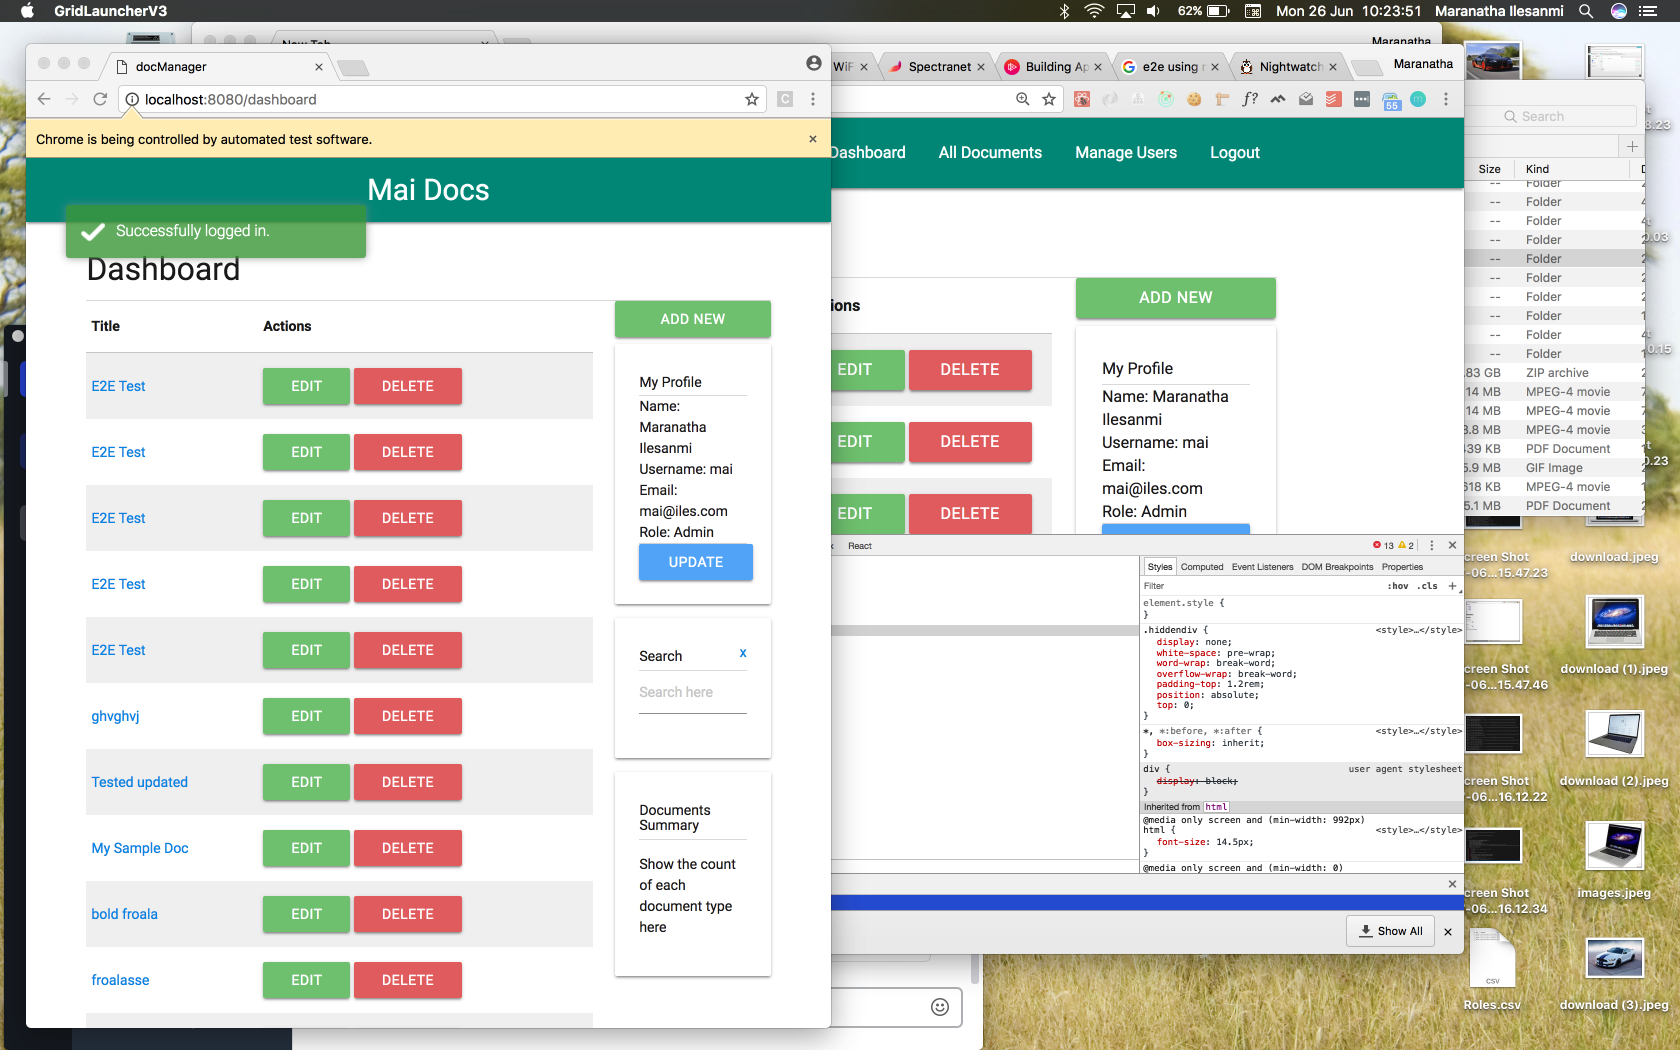 GridLauncherV3
62%
Mon 26 Jun 10:23:51
Maranatha Ilesanmi
New Tab
Maranatha
docManager
localhost:8080/dashboard
Chrome is being controlled by automated test software.
Mai Docs
Successfully logged in.
Dashboard
Title
Actions
ADD NEW
E2E Test
EDIT
DELETE
E2E Test
EDIT
DELETE
E2E Test
EDIT
DELETE
E2E Test
EDIT
DELETE
E2E Test
EDIT
DELETE
ghvghvj
EDIT
DELETE
Tested updated
EDIT
DELETE
My Sample Doc
EDIT
DELETE
bold froala
EDIT
DELETE
froalasse
EDIT
DELETE
My Profile
Name:
Maranatha
Ilesanmi
Username: mai
Email:
mai@iles.com
Role: Admin
UPDATE
Search
x
Search here
Documents
Summary
Show the count
of each
document type
here
WiF
Spectranet
Building Ap
e2e using
Nightwatch
Maranatha
f?
55
m
Dashboard
All Documents
Manage Users
Logout
ions
ADD NEW
EDIT
DELETE
EDIT
DELETE
EDIT
DELETE
My Profile
Name: Maranatha
Ilesanmi
Username: mai
Email:
mai@iles.com
Role: Admin
React
13
2
Styles
Computed
Event Listeners
DOM Breakpoints
Properties
Filter
:hov
.cls
+
element.style {
}
.hiddendiv {
<style>…</style>
display: none;
white-space: pre-wrap;
word-wrap: break-word;
overflow-wrap: break-word;
padding-top: 1.2rem;
position: absolute;
top: 0;
}
*, *:before, *:after {
<style>…</style>
box-sizing: inherit;
}
div {
user agent stylesheet
display: block;
}
Inherited from html
@media only screen and (min-width: 992px)
html {
<style>…</style>
font-size: 14.5px;
}
@media only screen and (min-width: 0)
Show All
Search
Size
Kind
-- Folder
-- Folder
-- Folder
-- Folder
-- Folder
-- Folder
-- Folder
-- Folder
-- Folder
-- Folder
.83 GB ZIP archive
14 MB MPEG-4 movie
14 MB MPEG-4 movie
3.8 MB MPEG-4 movie
439 KB PDF Document
5.9 MB GIF Image
618 KB MPEG-4 movie
5.1 MB PDF Document
creen Shot
-06...15.47.23
download.jpeg
creen Shot
-06...15.47.46
download (1).jpeg
creen Shot
-06...16.12.22
download (2).jpeg
creen Shot
-06...16.12.34
images.jpeg
csv
Roles.csv
download (3).jpeg